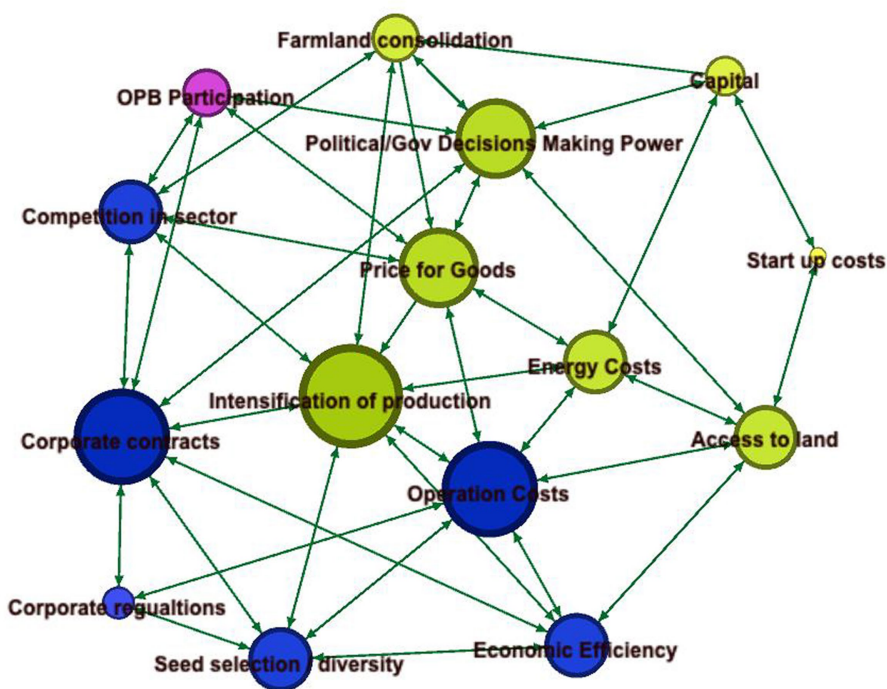 Farmland consolidation
Capital
OPB Participation
Political/Gov Decisions Making Power
Competition in sector
Price for Goods
Start up costs
Energy Costs
Intensification of production
Corporate contracts
Access to land
Operation Costs
Corporate regualtions
Seed selection diversity
Economic Efficiency